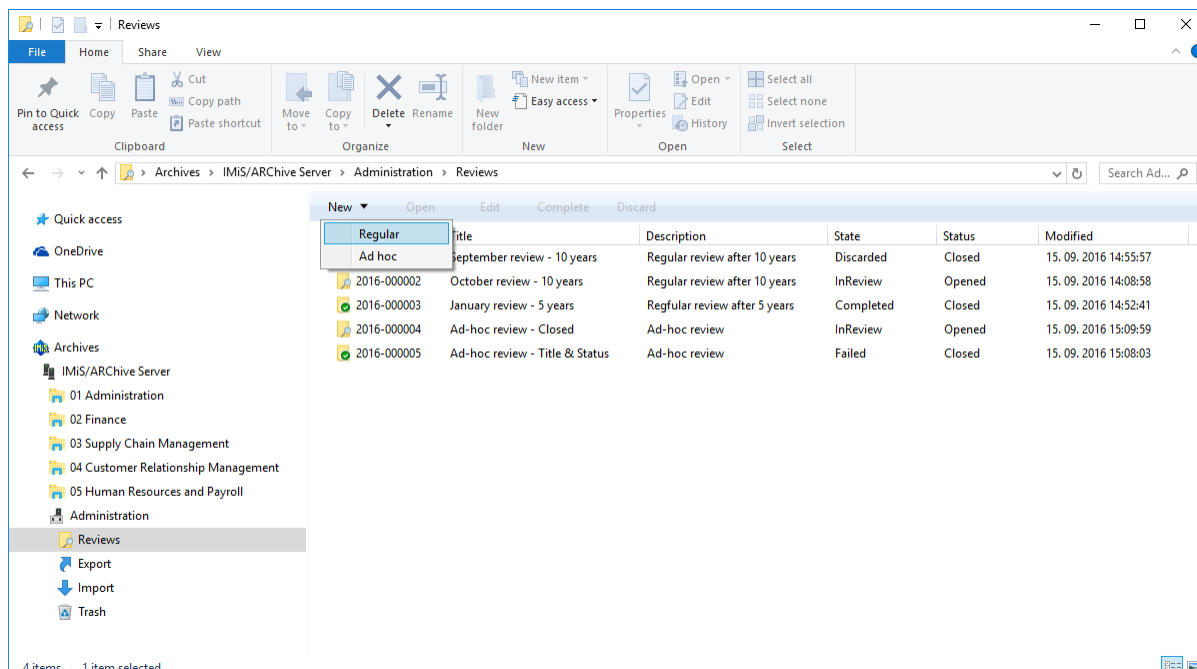 Reviews
File Home Share View
Pin to Quick access
Copy
Paste
Cut
Copy path
Paste shortcut
Move to
Copy to
Delete
Rename
New folder
New item
Easy access
Properties
Open
Edit
History
Select all
Select none
Invert selection
Clipboard Organize New Open Select
Archives › IMiS/ARChive Server › Administration › Reviews
Search Ad...
Quick access
OneDrive
This PC
Network
Archives
IMiS/ARChive Server
01 Administration
02 Finance
03 Supply Chain Management
04 Customer Relationship Management
05 Human Resources and Payroll
Administration
Reviews
Export
Import
Trash
New Open Edit Complete Discard
Regular
Ad hoc
Title Description State Status Modified
September review - 10 years Regular review after 10 years Discarded Closed 15. 09. 2016 14:55:57
2016-000002 October review - 10 years Regular review after 10 years InReview Opened 15. 09. 2016 14:08:58
2016-000003 January review - 5 years Regfular review after 5 years Completed Closed 15. 09. 2016 14:52:41
2016-000004 Ad-hoc review - Closed Ad-hoc review InReview Opened 15. 09. 2016 15:09:59
2016-000005 Ad-hoc review - Title & Status Ad-hoc review Failed Closed 15. 09. 2016 15:08:03
4 items 1 item selected